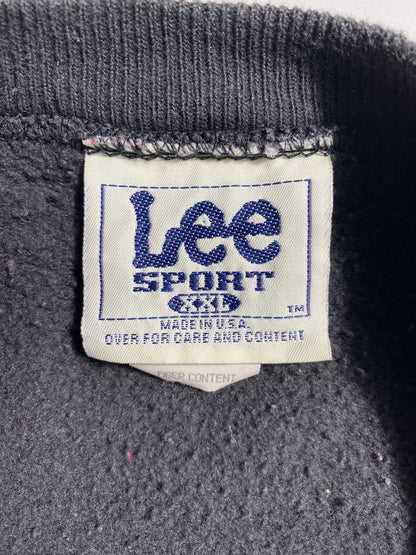 Lee
SPORT
XXL
TM
MADE IN U.S.A.
OVER FOR CARE AND CONTENT
FIBER CONTENT